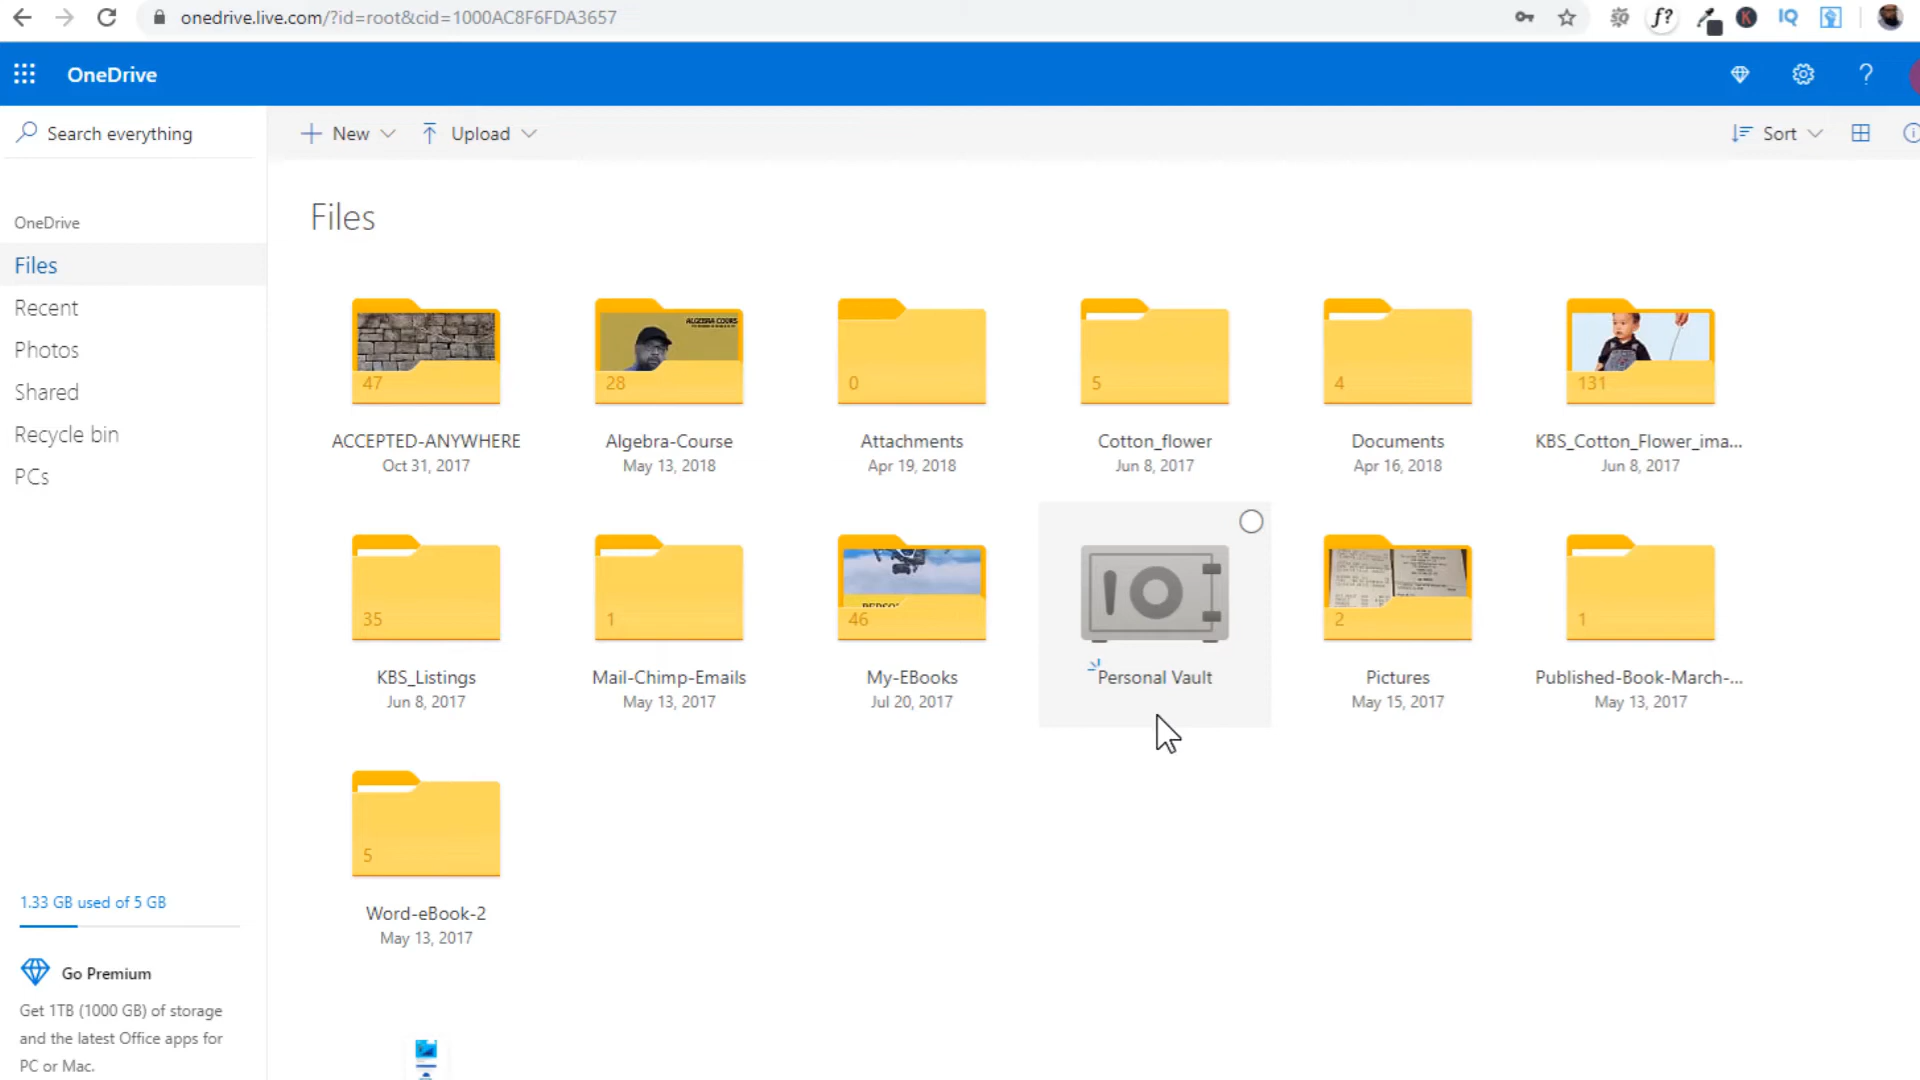 onedrive.live.com/?id=root&cid=1000AC8F6FDA3657
f?
K
IQ
OneDrive
?
Search everything
New
Upload
Sort
OneDrive
Files
Recent
Photos
Shared
Recycle bin
PCs
Files
47
ALGEBRA COURS
28
0
5
4
131
ACCEPTED-ANYWHERE
Algebra-Course
Attachments
Cotton_flower
Documents
KBS_Cotton_Flower_ima...
Oct 31, 2017
May 13, 2018
Apr 19, 2018
Jun 8, 2017
Apr 16, 2018
Jun 8, 2017
35
1
46
2
1
KBS_Listings
Mail-Chimp-Emails
My-EBooks
Personal Vault
Pictures
Published-Book-March-...
Jun 8, 2017
May 13, 2017
Jul 20, 2017
May 15, 2017
May 13, 2017
5
Word-eBook-2
May 13, 2017
1.33 GB used of 5 GB
Go Premium
Get 1TB (1000 GB) of storage
and the latest Office apps for
PC or Mac.